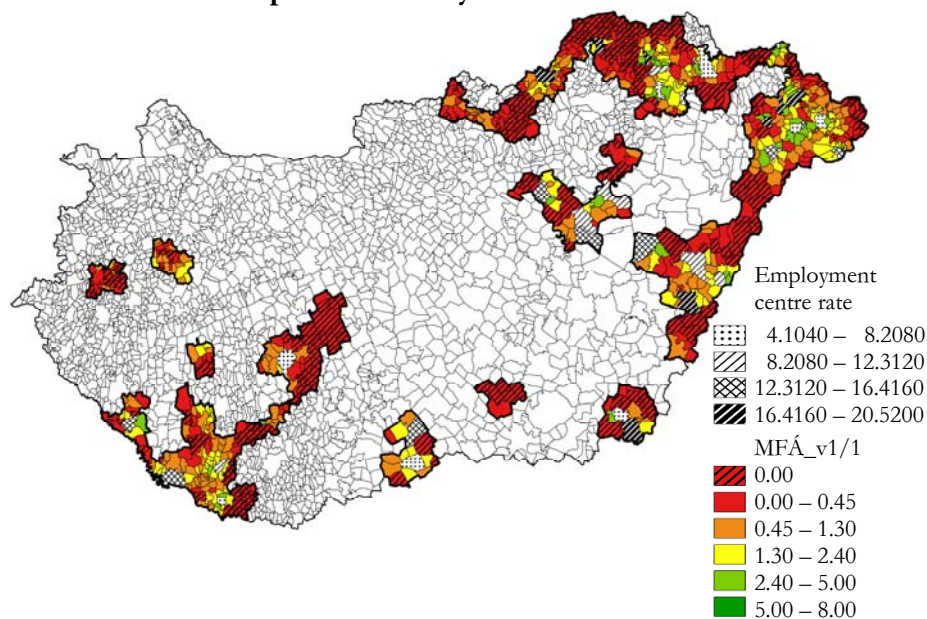 Employment
centre rate
4.1040 – 8.2080
8.2080 – 12.3120
12.3120 – 16.4160
16.4160 – 20.5200
MFÁ_v1/1
0.00
0.00 – 0.45
0.45 – 1.30
1.30 – 2.40
2.40 – 5.00
5.00 – 8.00